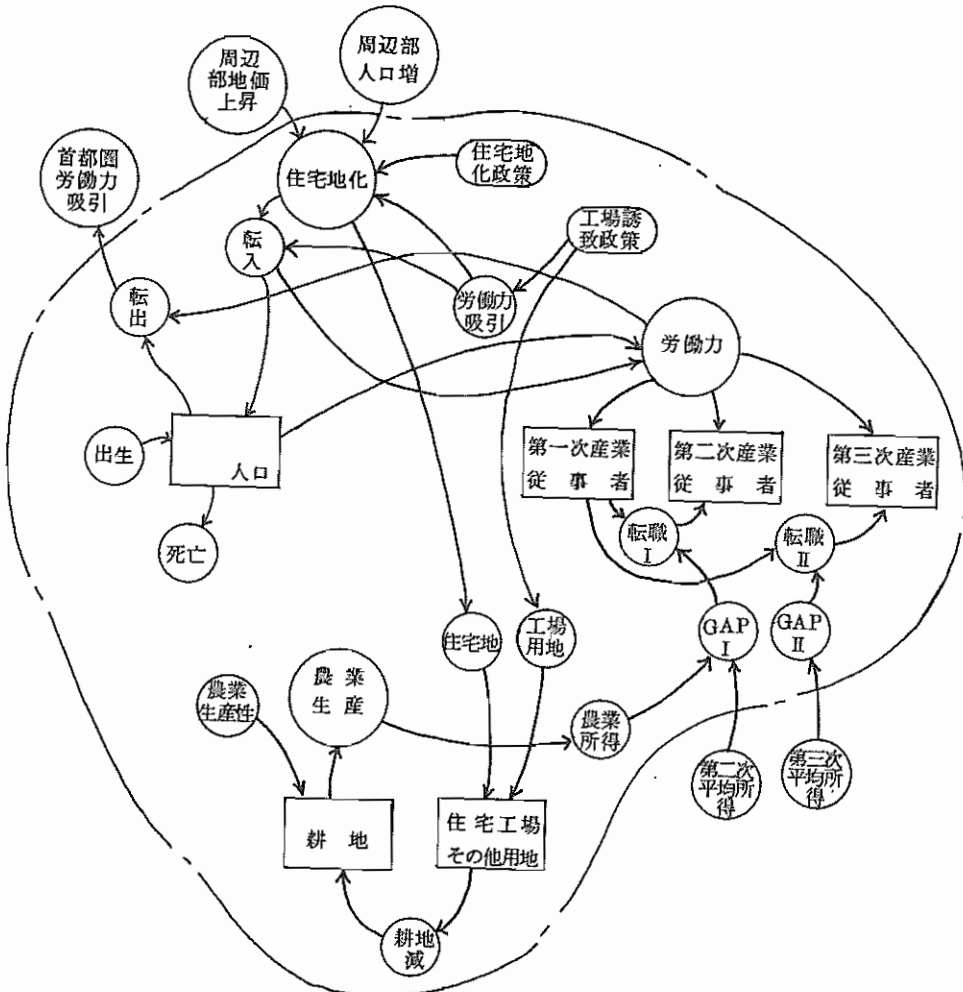 周辺
部地価
上昇
周辺部
人口増
首都圏
労働力
吸引
住宅地化
住宅地
化政策
転
入
工場誘
致政策
転
出
労働力
吸引
労働力
出生
人口
死亡
第一次産業
従事者
第二次産業
従事者
第三次産業
従事者
転職
I
転職
II
GAP
I
GAP
II
住宅地
工場
用地
農業
生産性
農業
生産
農業
所得
第二次
平均所
得
第三次
平均所
得
耕地
住宅工場
その他用地
耕地
減